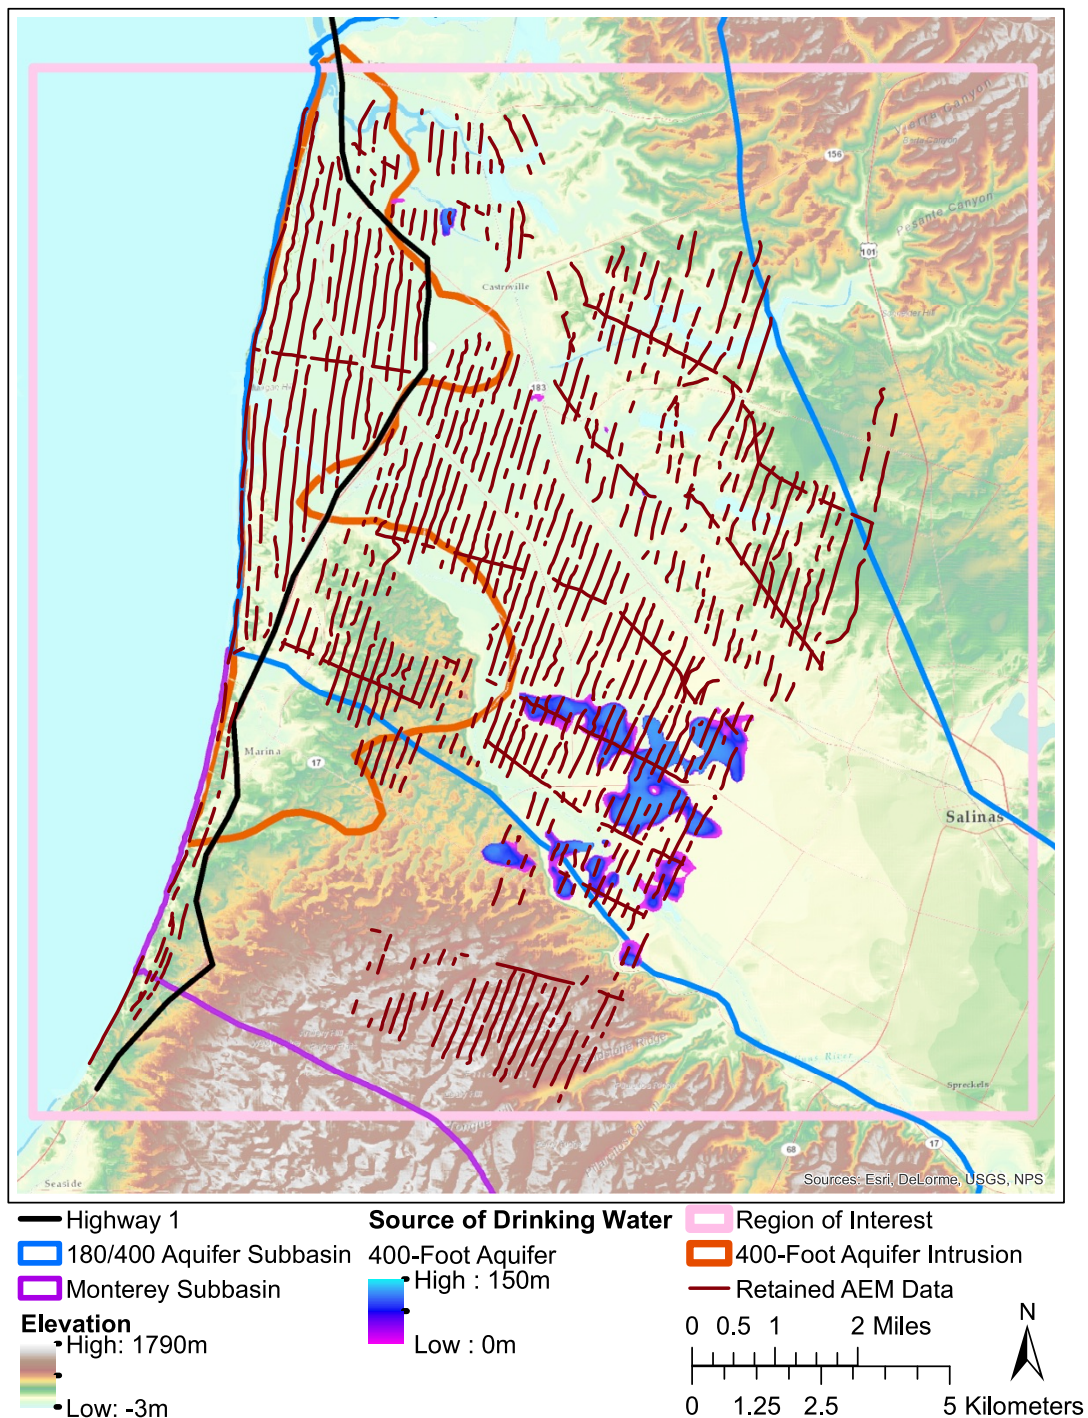 Vierra Canyon
156
Pesante Canyon
101
Castroville
183
Marina
17
Salinas
Spreckels
68
17
Seaside
Sources: Esri, DeLorme, USGS, NPS
Highway 1
180/400 Aquifer Subbasin
Monterey Subbasin
Elevation
High: 1790m
Low: -3m
Source of Drinking Water
400-Foot Aquifer
High : 150m
Low : 0m
Region of Interest
400-Foot Aquifer Intrusion
Retained AEM Data
0 0.5 1 2 Miles
0 1.25 2.5 5 Kilometers
N